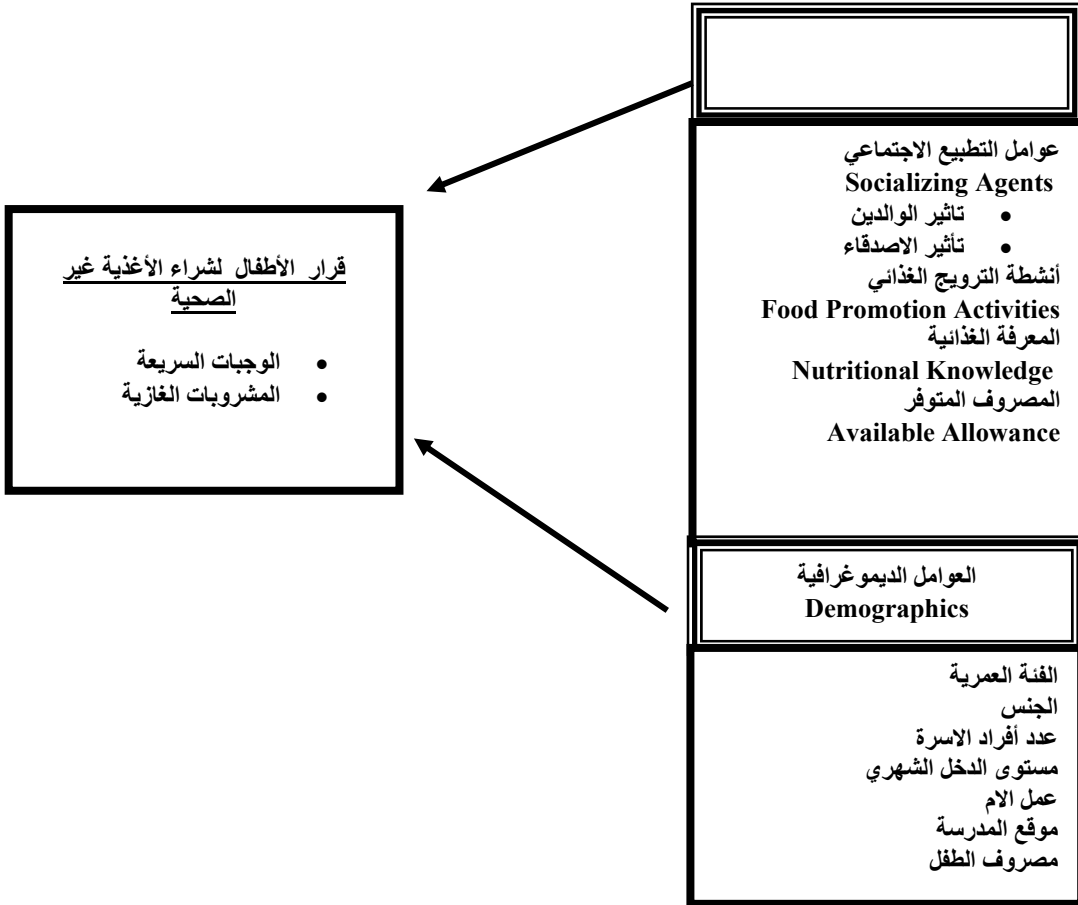 عوامل التطبيع الاجتماعي
Socializing Agents
• تاثير الوالدين
• تأثير الاصدقاء
أنشطة الترويج الغذائي
Food Promotion Activities
المعرفة الغذائية
Nutritional Knowledge
المصروف المتوفر
Available Allowance
قرار الأطفال لشراء الأغذية غير
الصحية
• الوجبات السريعة
• المشروبات الغازية
العوامل الديموغرافية
Demographics
الفئة العمرية
الجنس
عدد أفراد الاسرة
مستوى الدخل الشهري
عمل الام
موقع المدرسة
مصروف الطفل